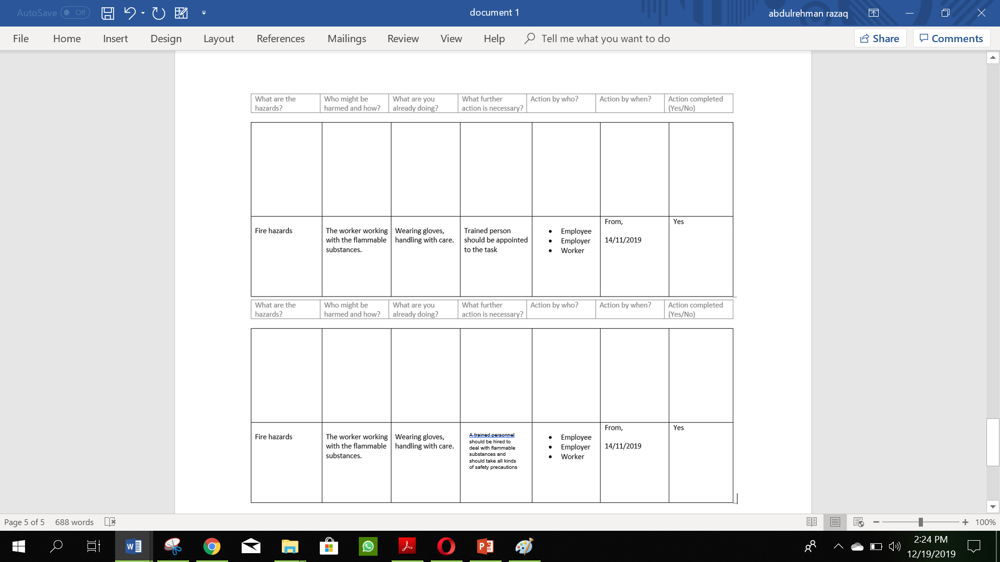 AutoSave Off
document 1
abdulrehman razaq
File Home Insert Design Layout References Mailings Review View Help Tell me what you want to do
Share Comments
What are the hazards?
Who might be harmed and how?
What are you already doing?
What further action is necessary?
Action by who?
Action by when?
Action completed (Yes/No)
Fire hazards
The worker working
with the flammable
substances.
Wearing gloves,
handling with care.
Trained person
should be appointed
to the task
• Employee
• Employer
• Worker
From,
14/11/2019
Yes
What are the hazards?
Who might be harmed and how?
What are you already doing?
What further action is necessary?
Action by who?
Action by when?
Action completed (Yes/No)
Fire hazards
The worker working
with the flammable
substances.
Wearing gloves,
handling with care.
A trained personnel
should be hired to
deal with flammable
substances and
should take all kinds
of safety precautions
• Employee
• Employer
• Worker
From,
14/11/2019
Yes
Page 5 of 5 688 words
100%
2:24 PM
12/19/2019